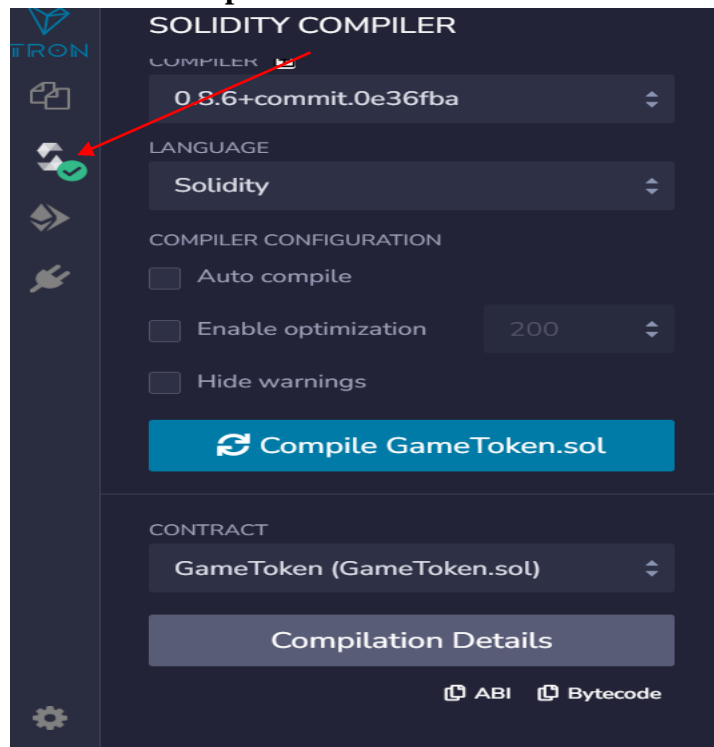 SOLIDITY COMPILER
TRON
COMPILER
0.8.6+commit.0e36fba
LANGUAGE
Solidity
COMPILER CONFIGURATION
Auto compile
Enable optimization 200
Hide warnings
Compile GameToken.sol
CONTRACT
GameToken (GameToken.sol)
Compilation Details
ABI Bytecode